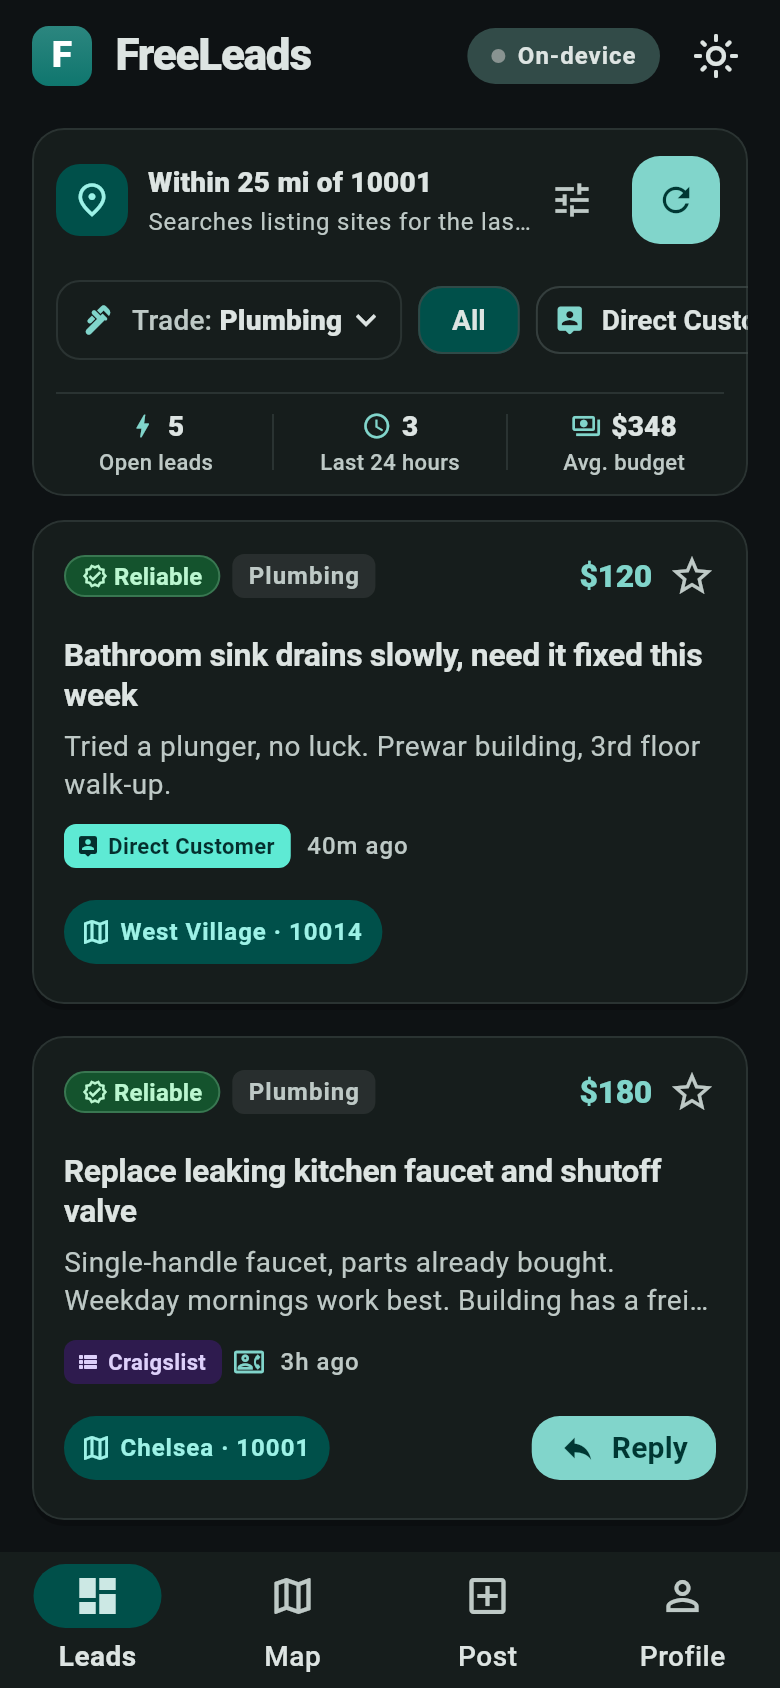 F FreeLeads On-device
Within 25 mi of 10001
Searches listing sites for the las…
Trade: Plumbing All Direct Custo
5 3 $348
Open leads Last 24 hours Avg. budget
Reliable Plumbing $120
Bathroom sink drains slowly, need it fixed this
week
Tried a plunger, no luck. Prewar building, 3rd floor
walk-up.
Direct Customer 40m ago
West Village · 10014
Reliable Plumbing $180
Replace leaking kitchen faucet and shutoff
valve
Single-handle faucet, parts already bought.
Weekday mornings work best. Building has a frei…
Craigslist 3h ago
Chelsea · 10001 Reply
Leads Map Post Profile